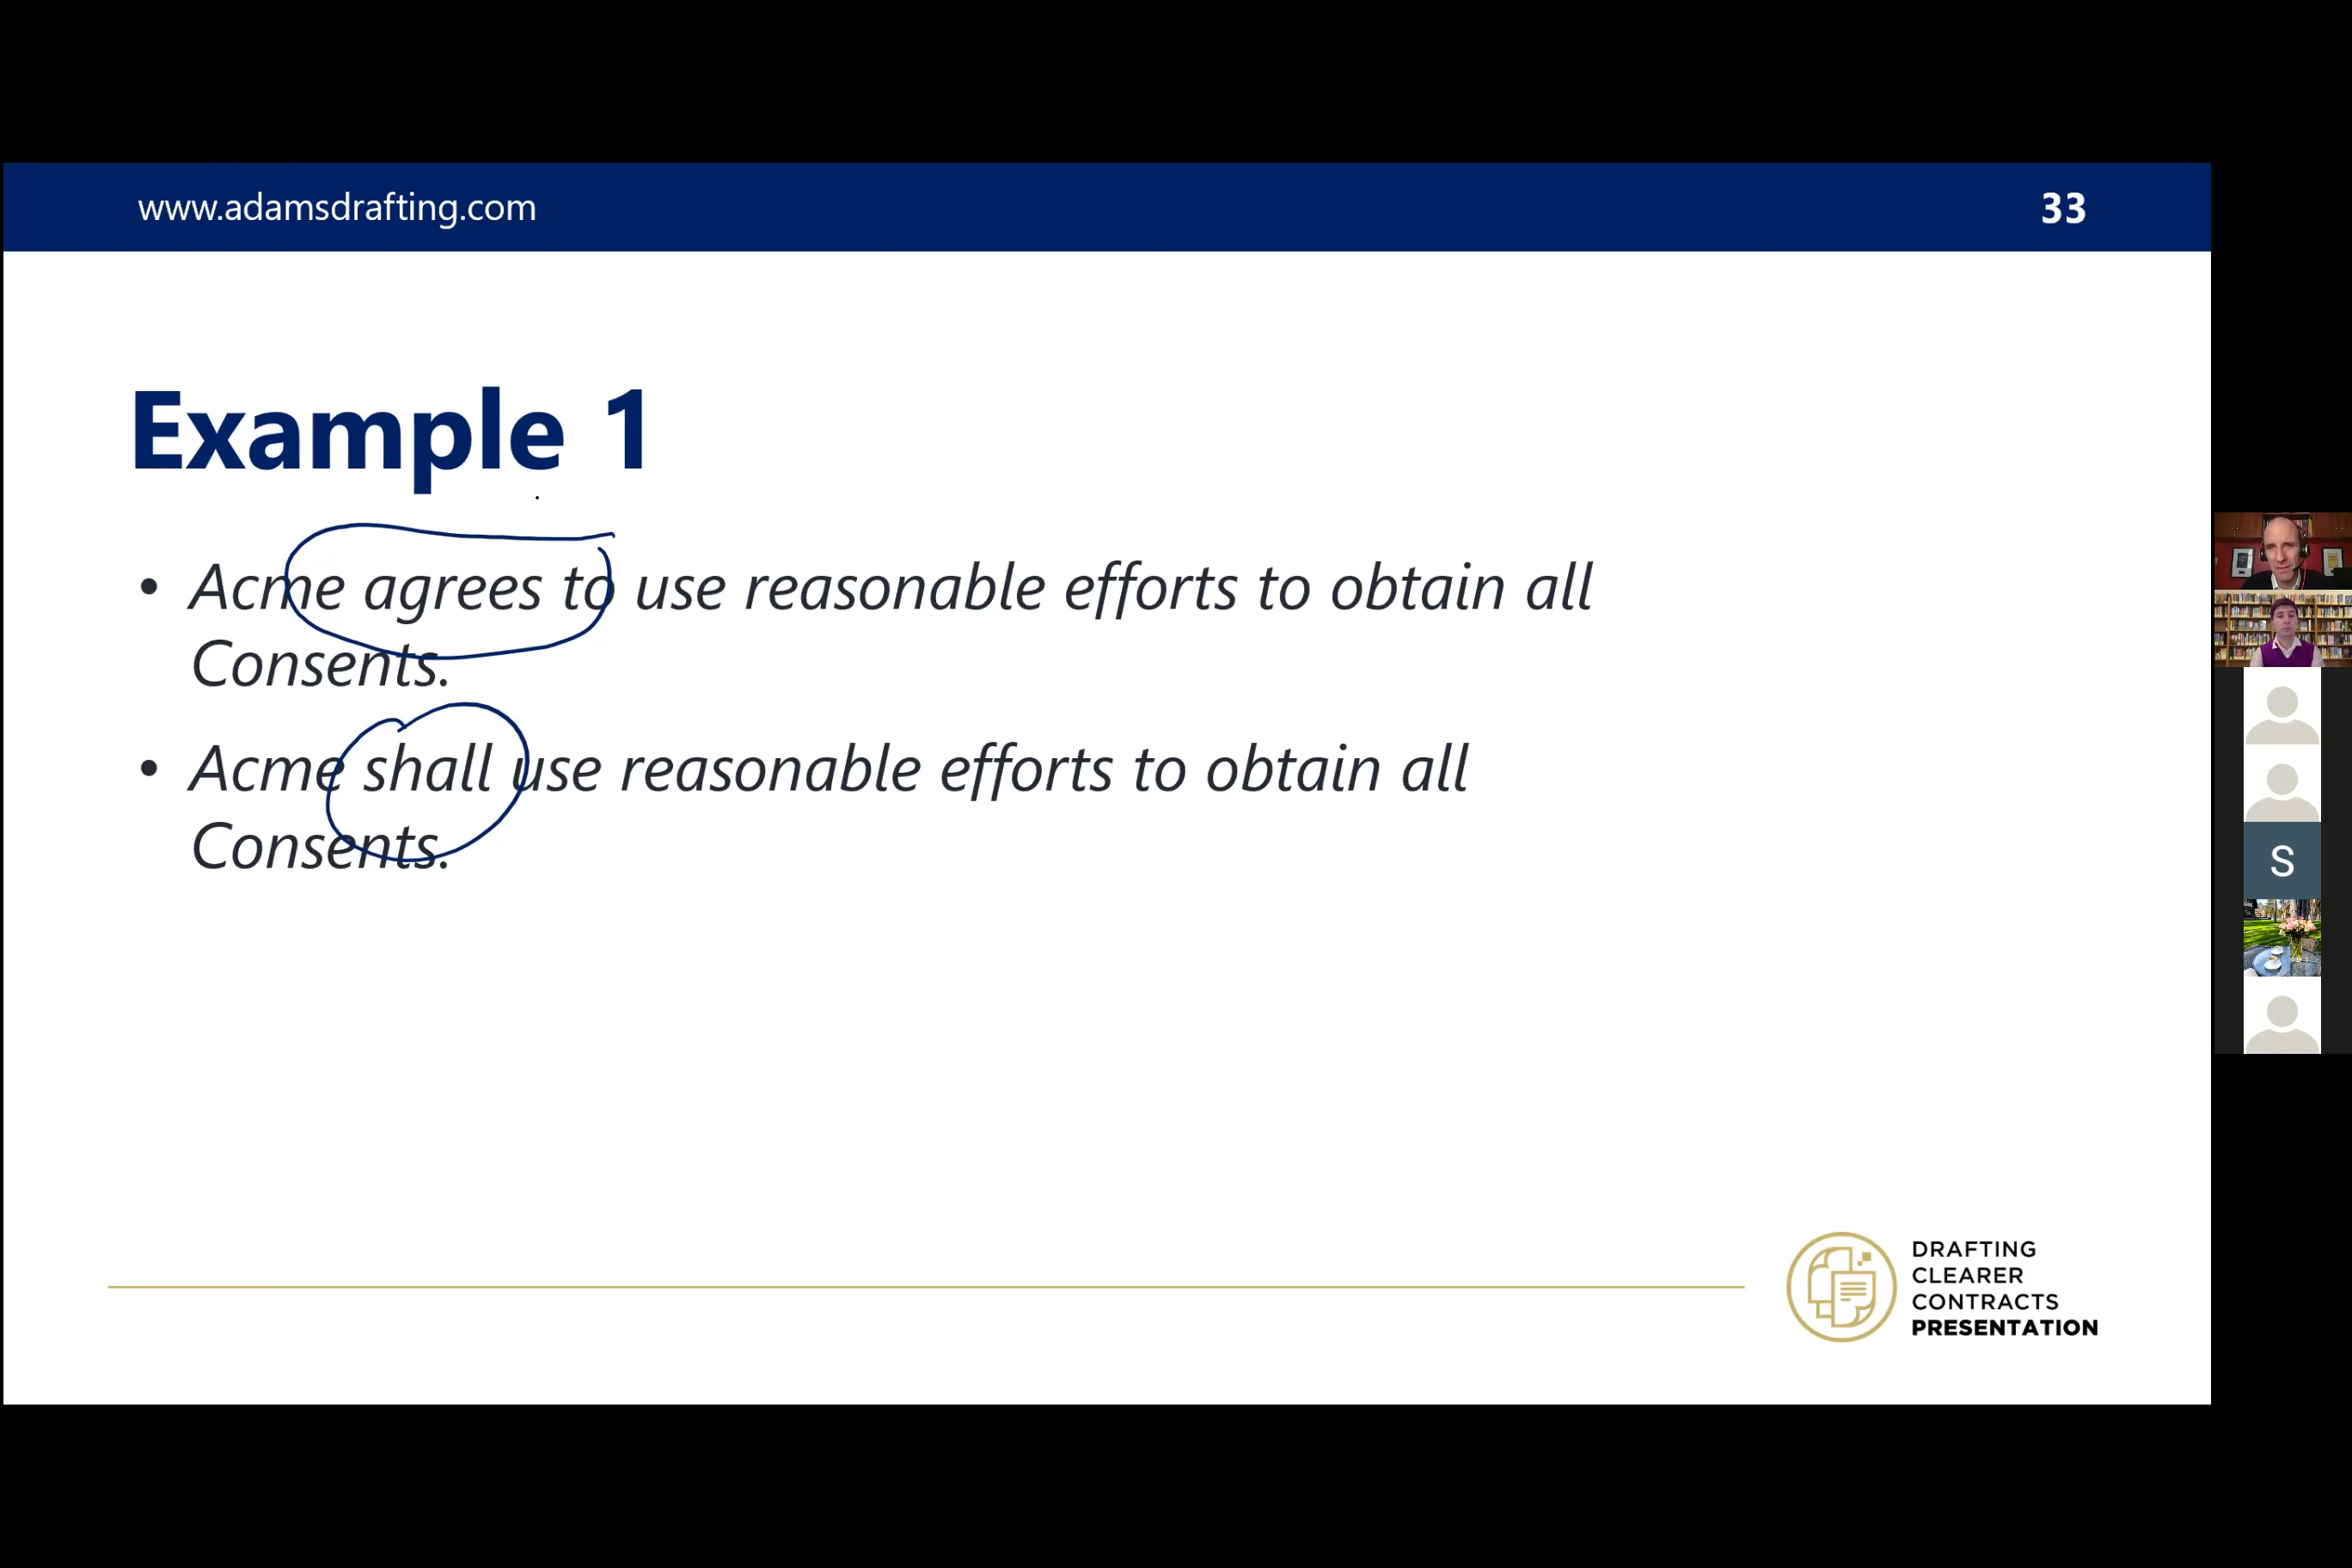 www.adamsdrafting.com
33
Example 1
• Acme agrees to use reasonable efforts to obtain all
Consents.
• Acme shall use reasonable efforts to obtain all
Consents.
S
DRAFTING
CLEARER
CONTRACTS
PRESENTATION